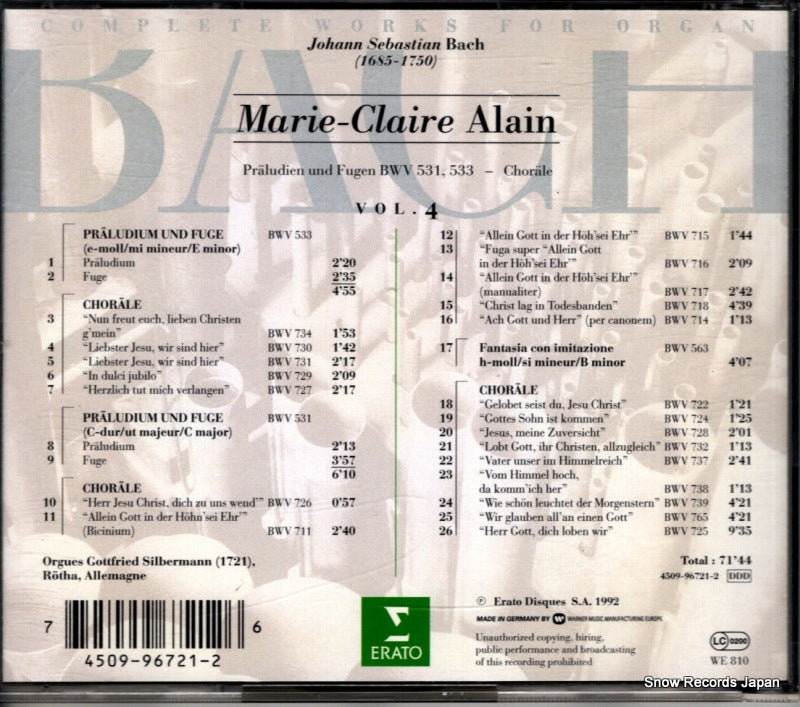 COMPLETE WORKS FOR ORGAN
BACH
Johann Sebastian Bach
(1685-1750)
Marie-Claire Alain
Präludien und Fugen BWV 531, 533 – Choräle
VOL. 4
PRÄLUDIUM UND FUGE BWV 533
(e-moll/mi mineur/E minor)
1 Präludium 2'20
2 Fuge 2'35
4'55
CHORÄLE
3 "Nun freut euch, lieben Christen
g'mein" BWV 734 1'53
4 "Liebster Jesu, wir sind hier" BWV 730 1'42
5 "Liebster Jesu, wir sind hier" BWV 731 2'17
6 "In dulci jubilo" BWV 729 2'09
7 "Herzlich tut mich verlangen" BWV 727 2'17
PRÄLUDIUM UND FUGE BWV 531
(C-dur/ut majeur/C major)
8 Präludium 2'13
9 Fuge 3'57
6'10
CHORÄLE
10 "Herr Jesu Christ, dich zu uns wend'" BWV 726 0'57
11 "Allein Gott in der Höhn'sei Ehr'"
(Bicinium) BWV 711 2'40
12 "Allein Gott in der Höh'sei Ehr'" BWV 715 1'44
13 "Fuga super "Allein Gott
in der Höh'sei Ehr'" BWV 716 2'09
14 "Allein Gott in der Höh'sei Ehr'"
(manualiter) BWV 717 2'42
15 "Christ lag in Todesbanden" BWV 718 4'39
16 "Ach Gott und Herr" (per canonem) BWV 714 1'13
17 Fantasia con imitazione BWV 563
h-moll/si mineur/B minor 4'07
CHORÄLE
18 "Gelobet seist du, Jesu Christ" BWV 722 1'21
19 "Gottes Sohn ist kommen" BWV 724 1'25
20 "Jesus, meine Zuversicht" BWV 728 2'01
21 "Lobt Gott, ihr Christen, allzugleich" BWV 732 1'13
22 "Vater unser im Himmelreich" BWV 737 2'41
23 "Vom Himmel hoch,
da komm'ich her" BWV 738 1'13
24 "Wie schön leuchtet der Morgenstern" BWV 739 4'21
25 "Wir glauben all'an einen Gott" BWV 765 4'21
26 "Herr Gott, dich loben wir" BWV 725 9'35
Orgues Gottfried Silbermann (1721),
Rötha, Allemagne
Total : 71'44
4509-96721-2 DDD
7 6
4509-96721-2
ERATO
℗ Erato Disques S.A. 1992
MADE IN GERMANY BY WARNER MUSIC MANUFACTURING EUROPE
Unauthorized copying, hiring,
public performance and broadcasting
of this recording prohibited
LC 0200
WE 810
Snow Records Japan